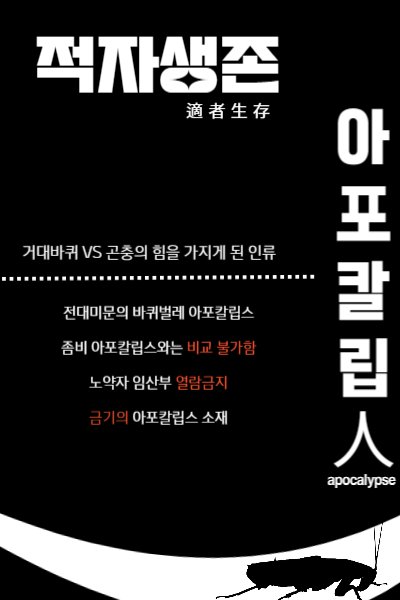 적자생존
適者生存
아
포
칼
립
人
apocalypse
거대바퀴 VS 곤충의 힘을 가지게 된 인류
전대미문의 바퀴벌레 아포칼립스
좀비 아포칼립스와는 비교 불가함
노약자 임산부 열람금지
금기의 아포칼립스 소재